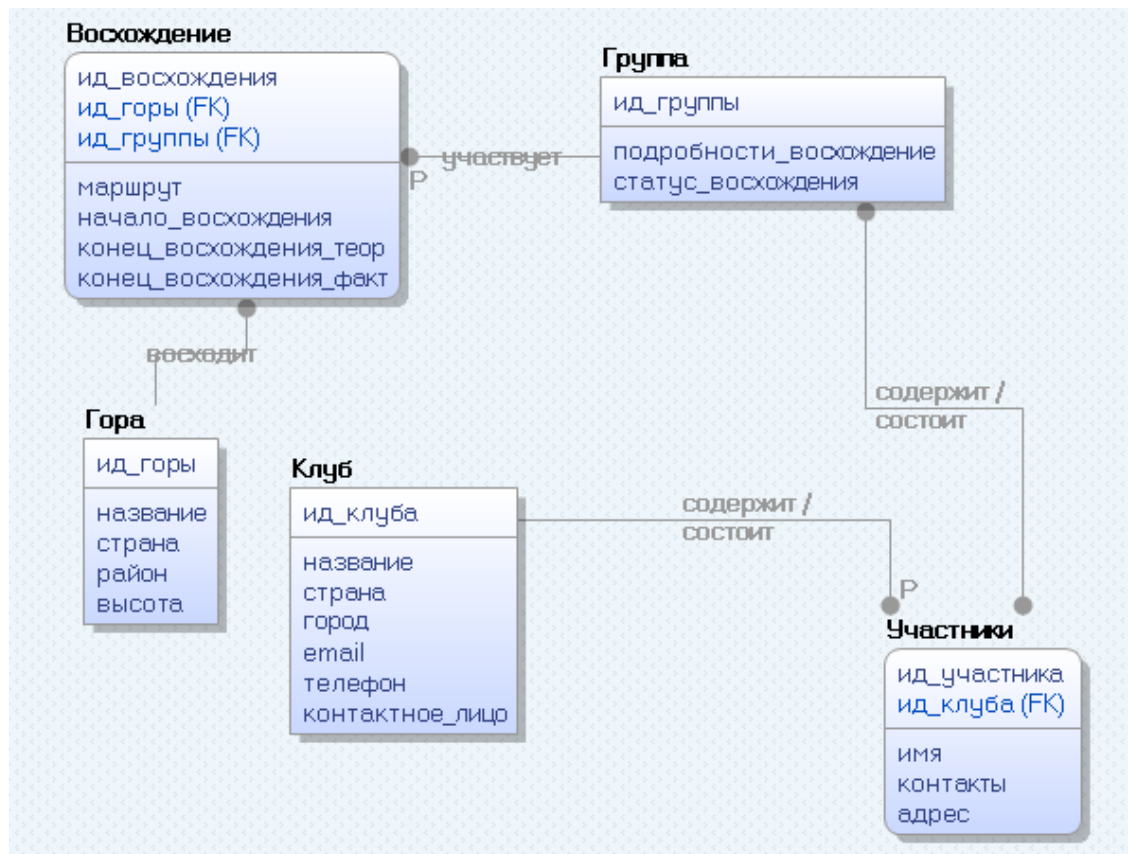 Восхождение
ид_восхождения
ид_горы (FK)
ид_группы (FK)
маршрут
начало_восхождения
конец_восхождения_теор
конец_восхождения_факт
участвует
P
Группа
ид_группы
подробности_восхождение
статус_восхождения
восходит
содержит /
состоит
Гора
ид_горы
название
страна
район
высота
Клуб
ид_клуба
название
страна
город
email
телефон
контактное_лицо
содержит /
состоит
P
Участники
ид_участника
ид_клуба (FK)
имя
контакты
адрес